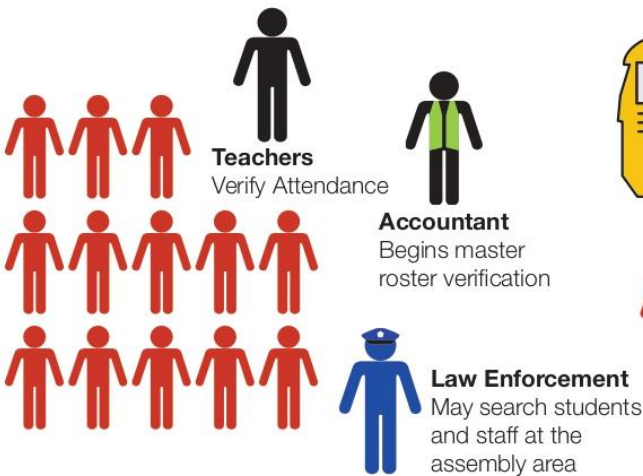 Teachers
Verify Attendance
Accountant
Begins master
roster verification
Law Enforcement
May search students
and staff at the
assembly area